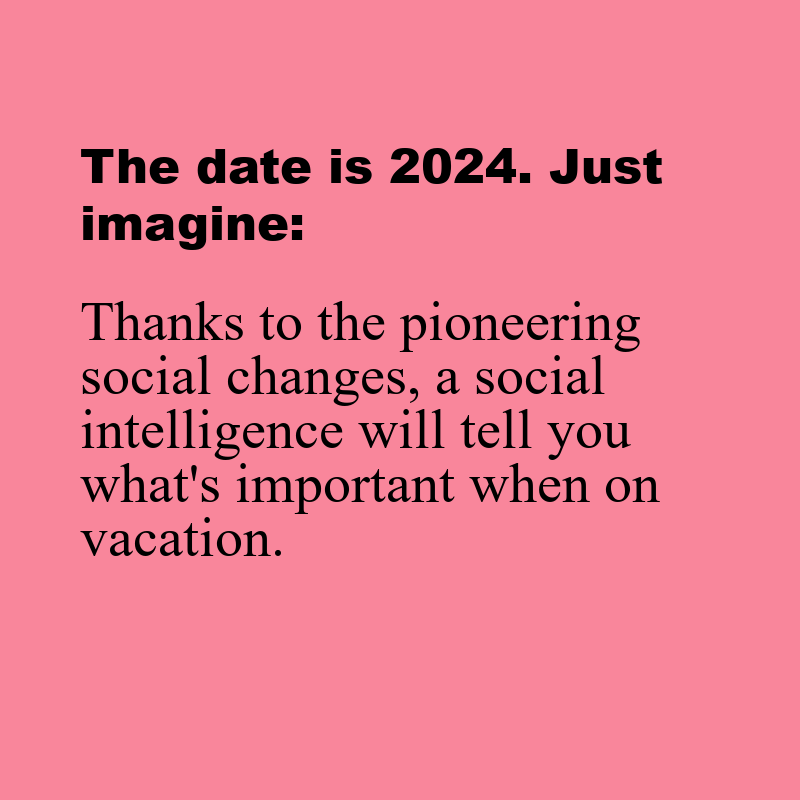 The date is 2024. Just
imagine:
Thanks to the pioneering
social changes, a social
intelligence will tell you
what's important when on
vacation.